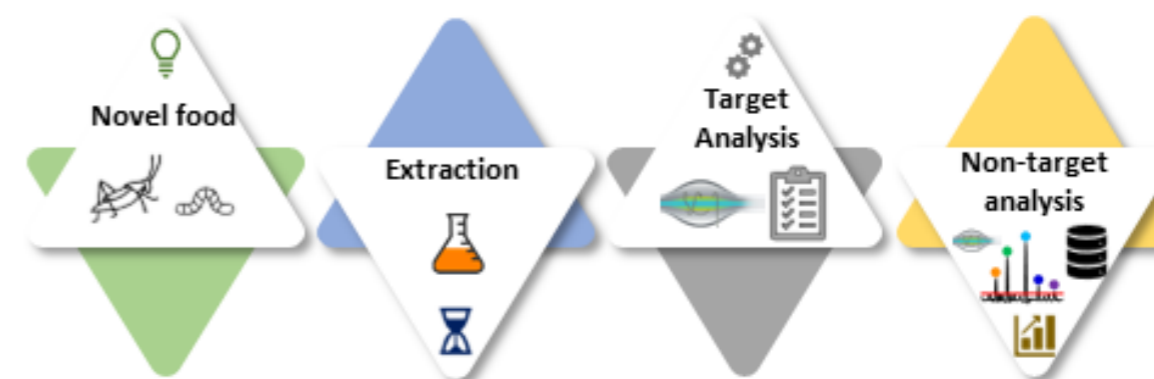 Novel food
Extraction
Target
Analysis
Non-target
analysis